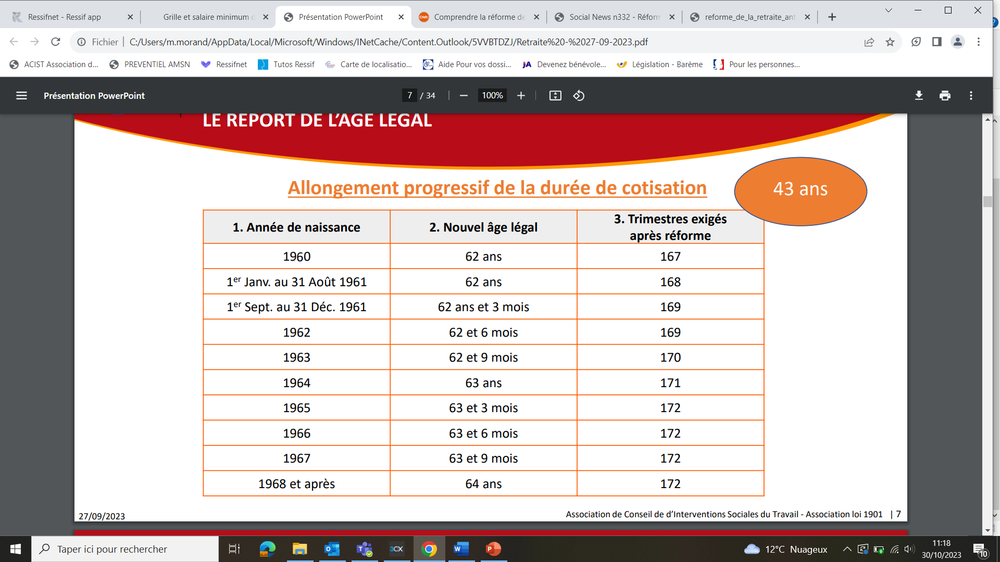 Ressifnet - Ressif app
Grille et salaire minimum
Présentation PowerPoint
Comprendre la réforme de
Social News n332 - Réform
reforme_de_la_retraite_ant
Fichier
C:/Users/m.morand/AppData/Local/Microsoft/Windows/INetCache/Content.Outlook/5VVBTDZJ/Retraite%20-%2027-09-2023.pdf
ACIST Association d...
PREVENTIEL AMSN
Ressifnet
Tutos Ressif
Carte de localisatio...
Aide Pour vos dossi...
JA Devenez bénévole...
Législation - Barème
Pour les personnes...
Présentation PowerPoint
7 / 34
100%
LE REPORT DE L'AGE LEGAL
Allongement progressif de la durée de cotisation
43 ans
1. Année de naissance 2. Nouvel âge légal 3. Trimestres exigés
après réforme
1960 62 ans 167
1er Janv. au 31 Août 1961 62 ans 168
1er Sept. au 31 Déc. 1961 62 ans et 3 mois 169
1962 62 et 6 mois 169
1963 62 et 9 mois 170
1964 63 ans 171
1965 63 et 3 mois 172
1966 63 et 6 mois 172
1967 63 et 9 mois 172
1968 et après 64 ans 172
27/09/2023
Association de Conseil de d'Interventions Sociales du Travail - Association loi 1901 | 7
Taper ici pour rechercher
3CX
12°C Nuageux
11:18
30/10/2023
10